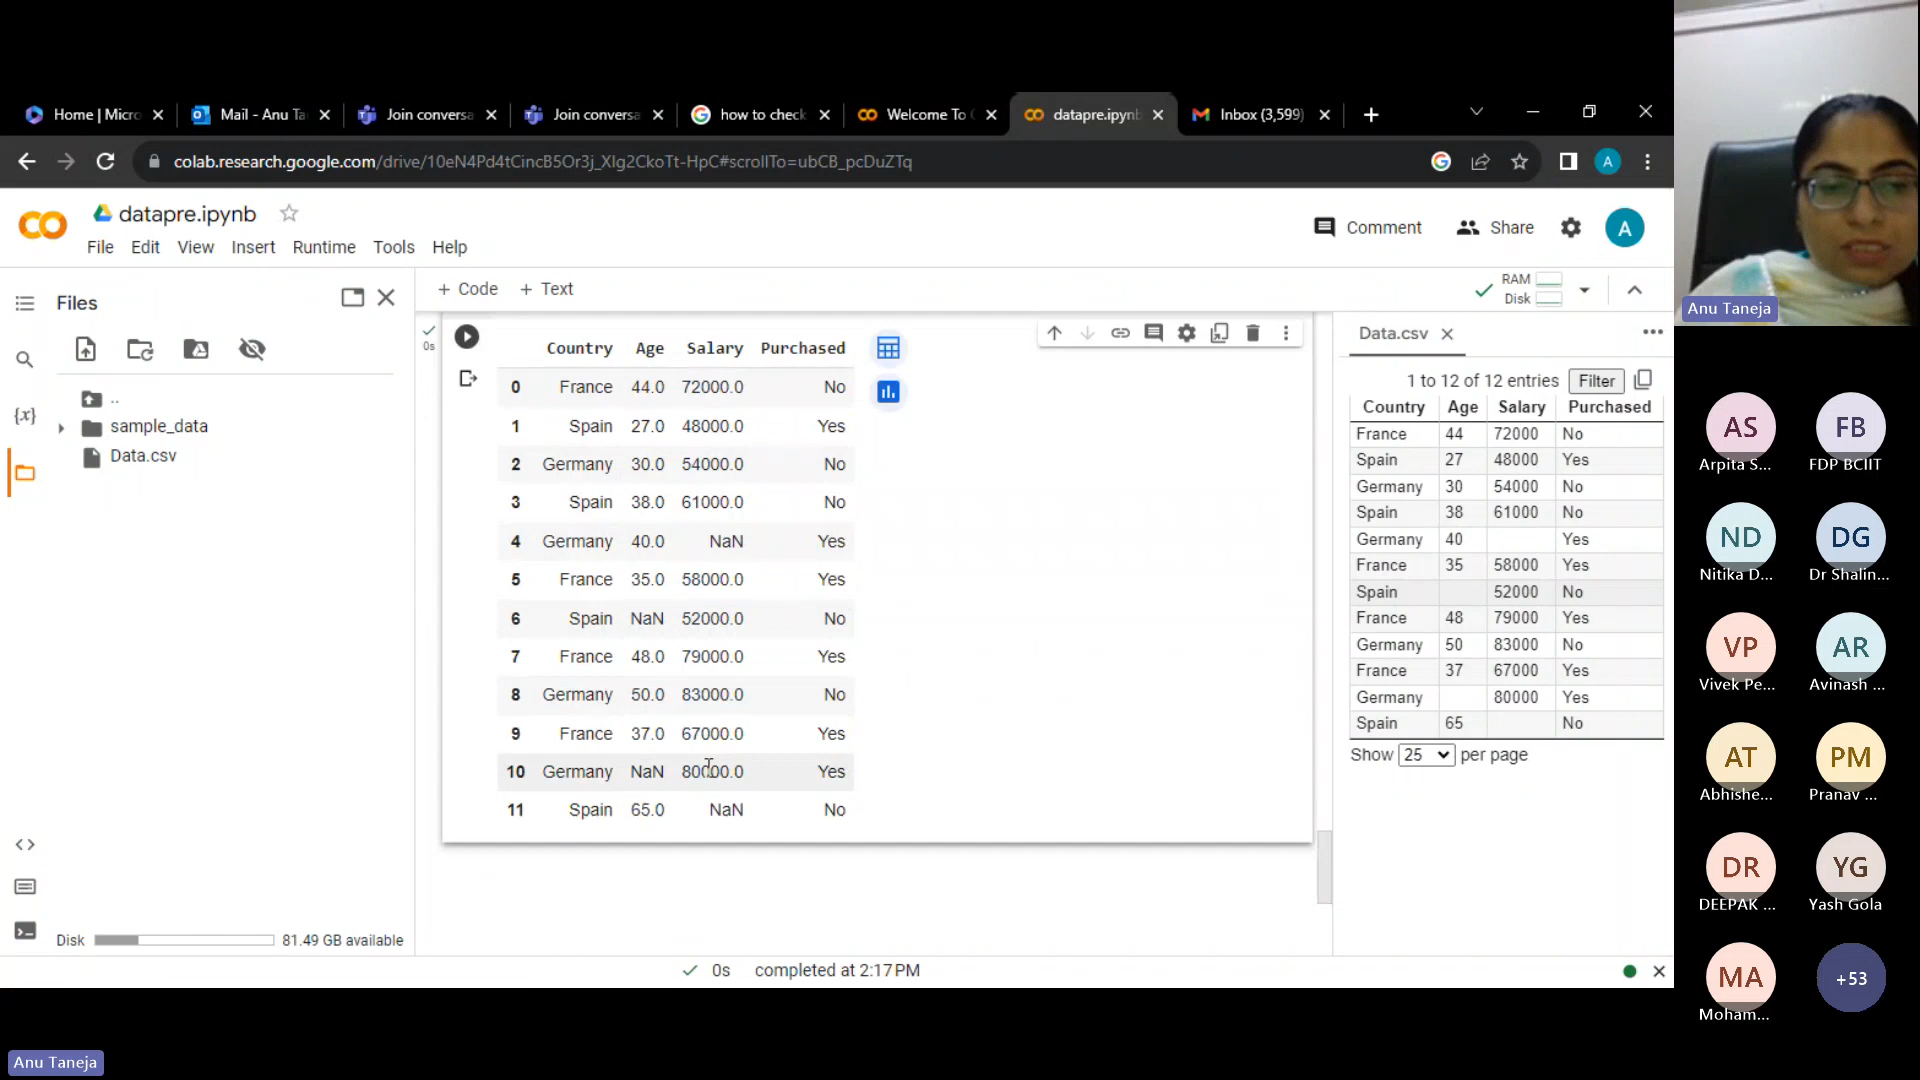 Home | Micro
Mail - Anu Ta
Join conversa
Join conversa
how to check
Welcome To C
datapre.ipynb
Inbox (3,599)
colab.research.google.com/drive/10eN4Pd4tCincB5Or3j_XIg2CkoTt-HpC#scrollTo=ubCB_pcDuZTq
A
datapre.ipynb
Comment
Share
A
File Edit View Insert Runtime Tools Help
Files
+ Code + Text
RAM
Disk
..
sample_data
Data.csv
{x}
Disk 81.49 GB available
0s
Country Age Salary Purchased
0 France 44.0 72000.0 No
1 Spain 27.0 48000.0 Yes
2 Germany 30.0 54000.0 No
3 Spain 38.0 61000.0 No
4 Germany 40.0 NaN Yes
5 France 35.0 58000.0 Yes
6 Spain NaN 52000.0 No
7 France 48.0 79000.0 Yes
8 Germany 50.0 83000.0 No
9 France 37.0 67000.0 Yes
10 Germany NaN 80000.0 Yes
11 Spain 65.0 NaN No
Data.csv
1 to 12 of 12 entries Filter
Country Age Salary Purchased
France 44 72000 No
Spain 27 48000 Yes
Germany 30 54000 No
Spain 38 61000 No
Germany 40 Yes
France 35 58000 Yes
Spain 52000 No
France 48 79000 Yes
Germany 50 83000 No
France 37 67000 Yes
Germany 80000 Yes
Spain 65 No
Show 25 per page
0s completed at 2:17 PM
Anu Taneja
AS FB
Arpita S... FDP BCIIT
ND DG
Nitika D... Dr Shalin...
VP AR
Vivek Pe... Avinash ...
AT PM
Abhishe... Pranav ...
DR YG
DEEPAK ... Yash Gola
MA +53
Moham...
Anu Taneja